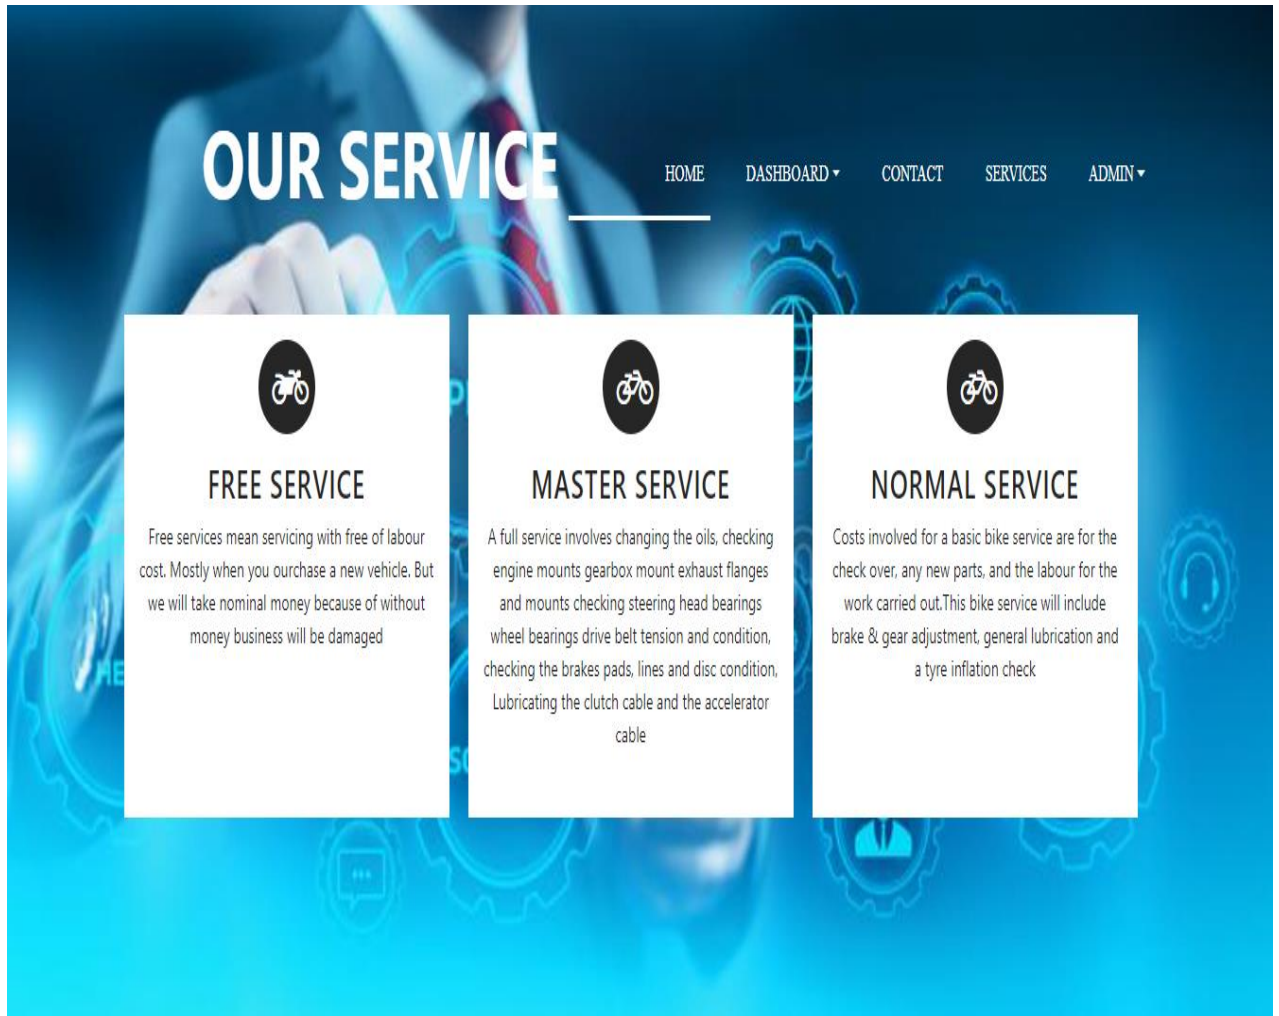 OUR SERVICE
HOME
DASHBOARD
CONTACT
SERVICES
ADMIN
FREE SERVICE
Free services mean servicing with free of labour
cost. Mostly when you ourchase a new vehicle. But
we will take nominal money because of without
money business will be damaged
MASTER SERVICE
A full service involves changing the oils, checking
engine mounts gearbox mount exhaust flanges
and mounts checking steering head bearings
wheel bearings drive belt tension and condition,
checking the brakes pads, lines and disc condition,
Lubricating the clutch cable and the accelerator
cable
NORMAL SERVICE
Costs involved for a basic bike service are for the
check over, any new parts, and the labour for the
work carried out.This bike service will include
brake & gear adjustment, general lubrication and
a tyre inflation check